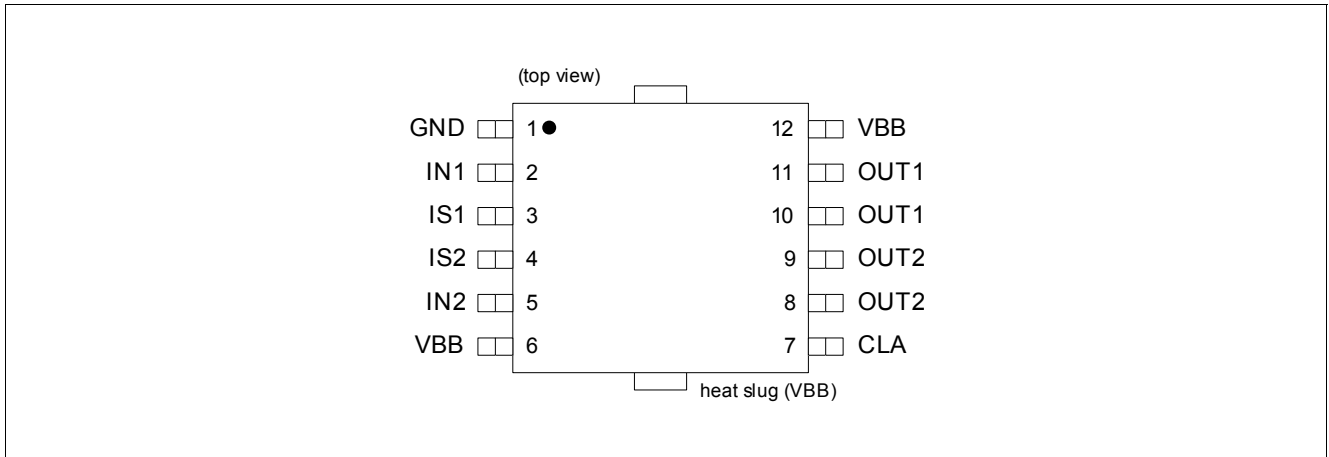 (top view)
GND 1 12 VBB
IN1 2 11 OUT1
IS1 3 10 OUT1
IS2 4 9 OUT2
IN2 5 8 OUT2
VBB 6 7 CLA
heat slug (VBB)